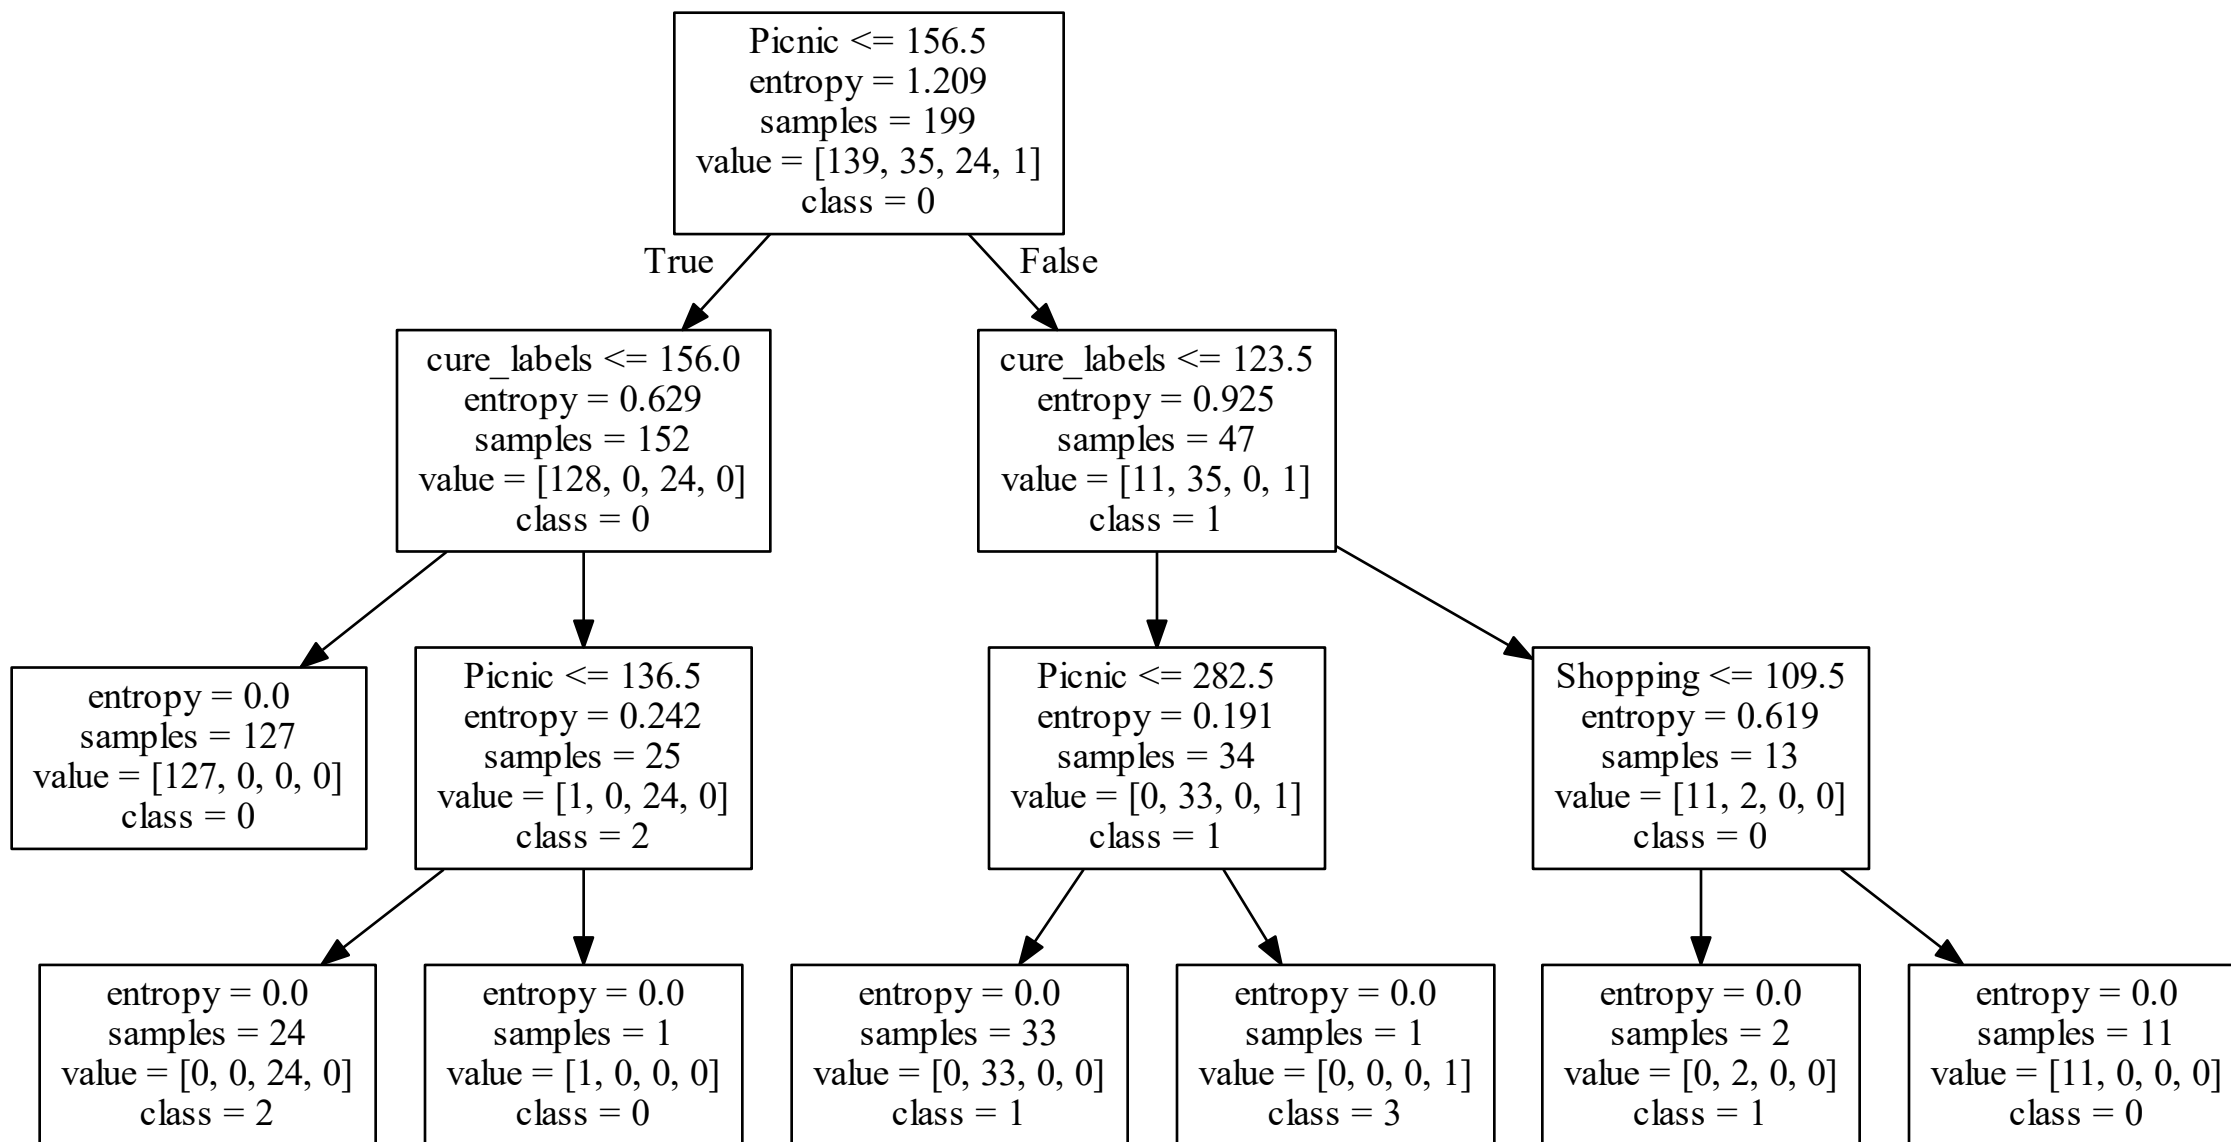 Picnic <= 156.5
entropy = 1.209
samples = 199
value = [139, 35, 24, 1]
class = 0
True
False
cure_labels <= 156.0
entropy = 0.629
samples = 152
value = [128, 0, 24, 0]
class = 0
cure_labels <= 123.5
entropy = 0.925
samples = 47
value = [11, 35, 0, 1]
class = 1
entropy = 0.0
samples = 127
value = [127, 0, 0, 0]
class = 0
Picnic <= 136.5
entropy = 0.242
samples = 25
value = [1, 0, 24, 0]
class = 2
Picnic <= 282.5
entropy = 0.191
samples = 34
value = [0, 33, 0, 1]
class = 1
Shopping <= 109.5
entropy = 0.619
samples = 13
value = [11, 2, 0, 0]
class = 0
entropy = 0.0
samples = 24
value = [0, 0, 24, 0]
class = 2
entropy = 0.0
samples = 1
value = [1, 0, 0, 0]
class = 0
entropy = 0.0
samples = 33
value = [0, 33, 0, 0]
class = 1
entropy = 0.0
samples = 1
value = [0, 0, 0, 1]
class = 3
entropy = 0.0
samples = 2
value = [0, 2, 0, 0]
class = 1
entropy = 0.0
samples = 11
value = [11, 0, 0, 0]
class = 0